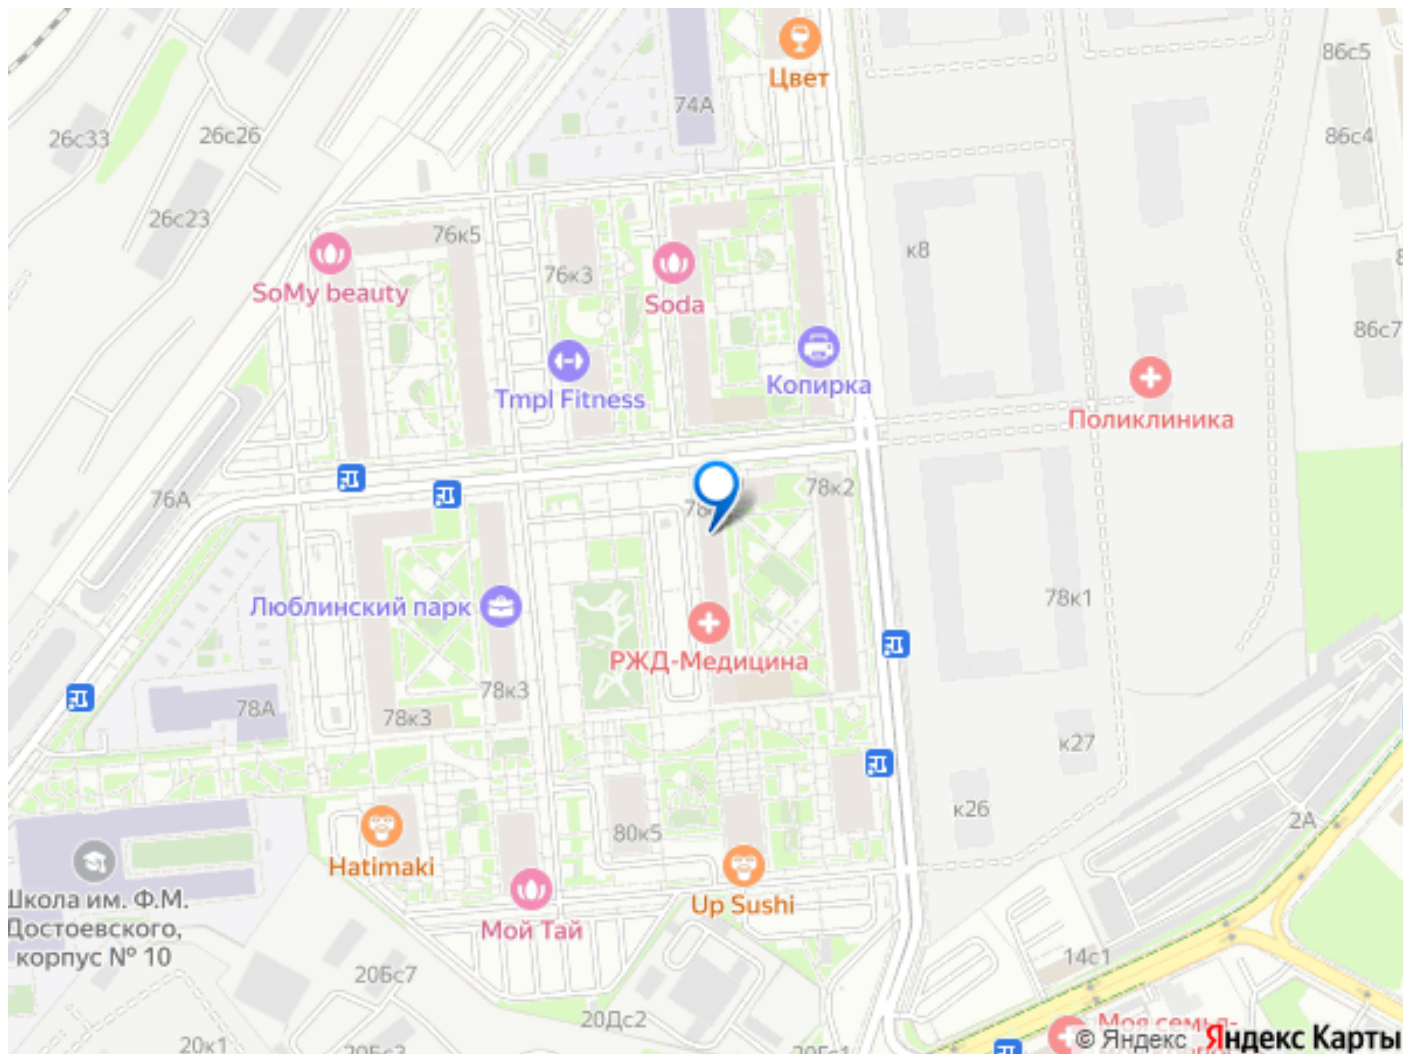 86с5
Цвет
74А
26с33
26с26
86с4
26с23
76к5
к8
76к3
SoMy beauty
Soda
86с7
Копирка
Tmpl Fitness
Поликлиника
76А
78к2
Люблинский парк
78к1
РЖД-Медицина
78к3
78А
78к3
к27
к26
80к5
2А
Hatimaki
Up Sushi
Школа им. Ф.М.
Достоевского,
корпус № 10
Мой Тай
14с1
20Бс7
20Дс2
Моя семья-
20к1
© Яндекс Яндекс Карты